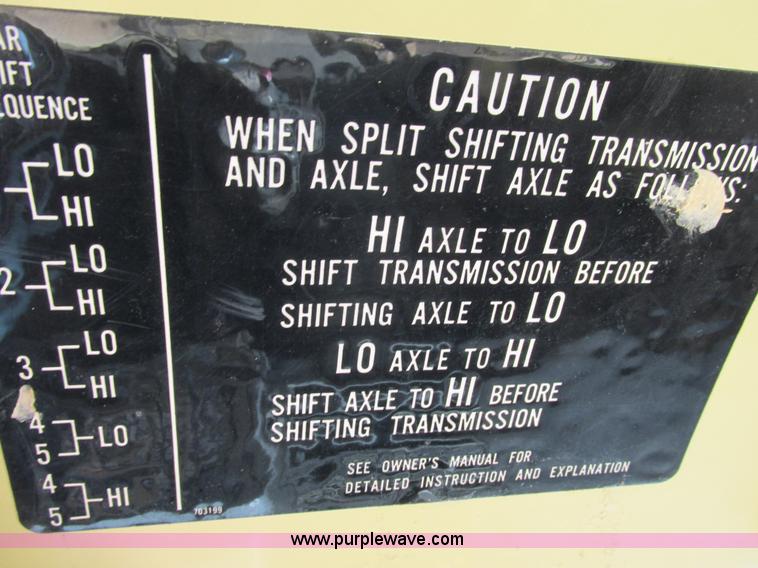 AR
IFT
QUENCE
LO
HI
2 LO
HI
3 LO
HI
4
5 LO
4
5 HI
CAUTION
WHEN SPLIT SHIFTING TRANSMISSION
AND AXLE, SHIFT AXLE AS FOLLOWS:
HI AXLE TO LO
SHIFT TRANSMISSION BEFORE
SHIFTING AXLE TO LO
LO AXLE TO HI
SHIFT AXLE TO HI BEFORE
SHIFTING TRANSMISSION
SEE OWNER'S MANUAL FOR
DETAILED INSTRUCTION AND EXPLANATION
703199
www.purplewave.com